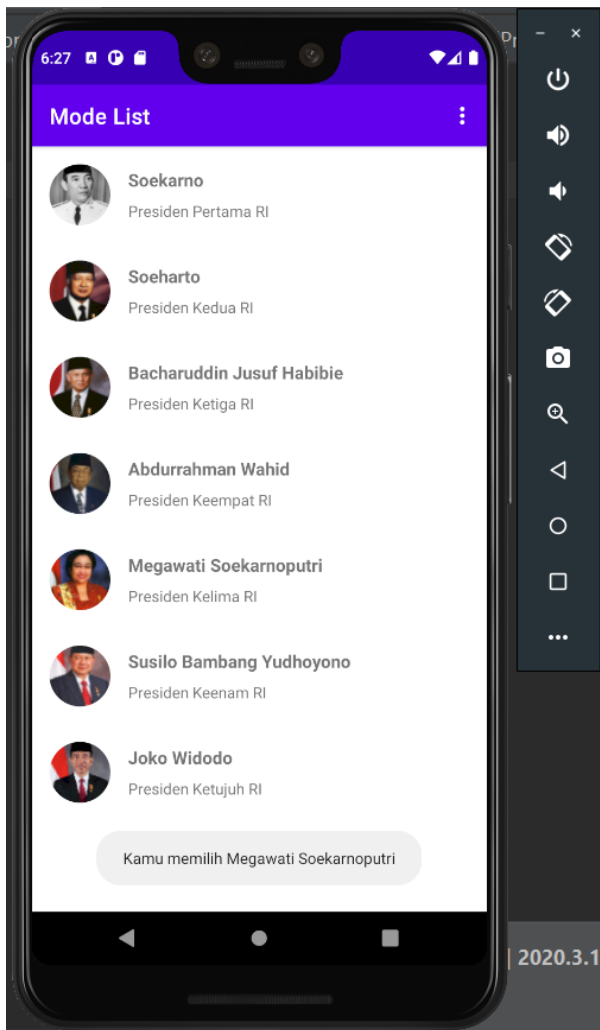 6:27
Mode List
Soekarno
Presiden Pertama RI
Soeharto
Presiden Kedua RI
Bacharuddin Jusuf Habibie
Presiden Ketiga RI
Abdurrahman Wahid
Presiden Keempat RI
Megawati Soekarnoputri
Presiden Kelima RI
Susilo Bambang Yudhoyono
Presiden Keenam RI
Joko Widodo
Presiden Ketujuh RI
Kamu memilih Megawati Soekarnoputri
2020.3.1